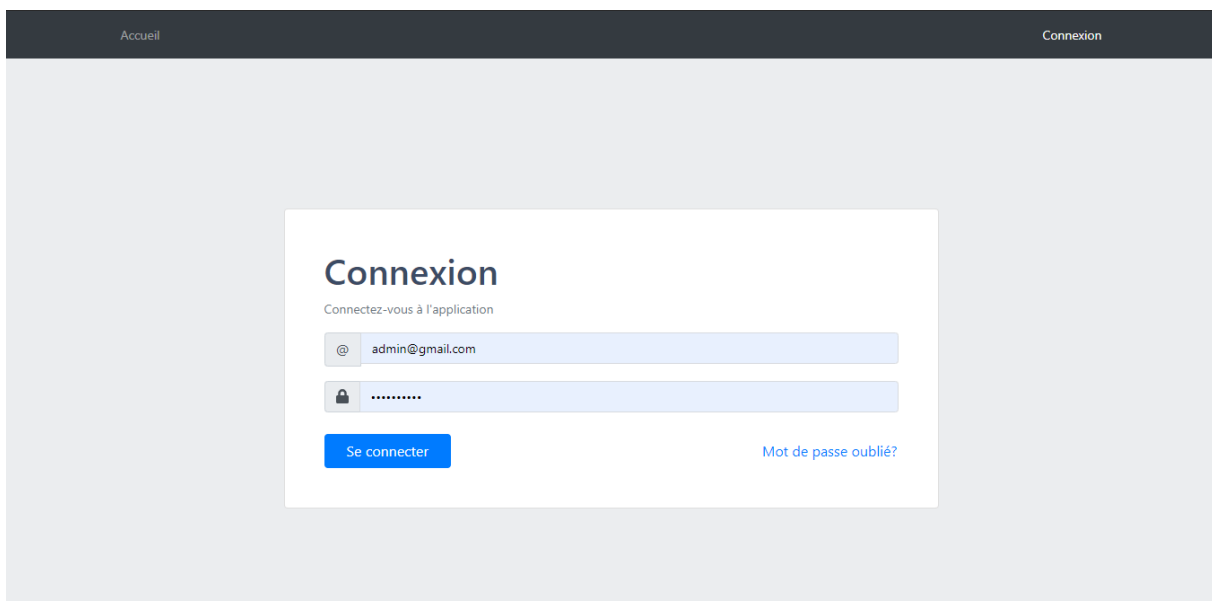 Accueil
Connexion
Connexion
Connectez-vous à l'application
@ admin@gmail.com
••••••••••
Se connecter
Mot de passe oublié?